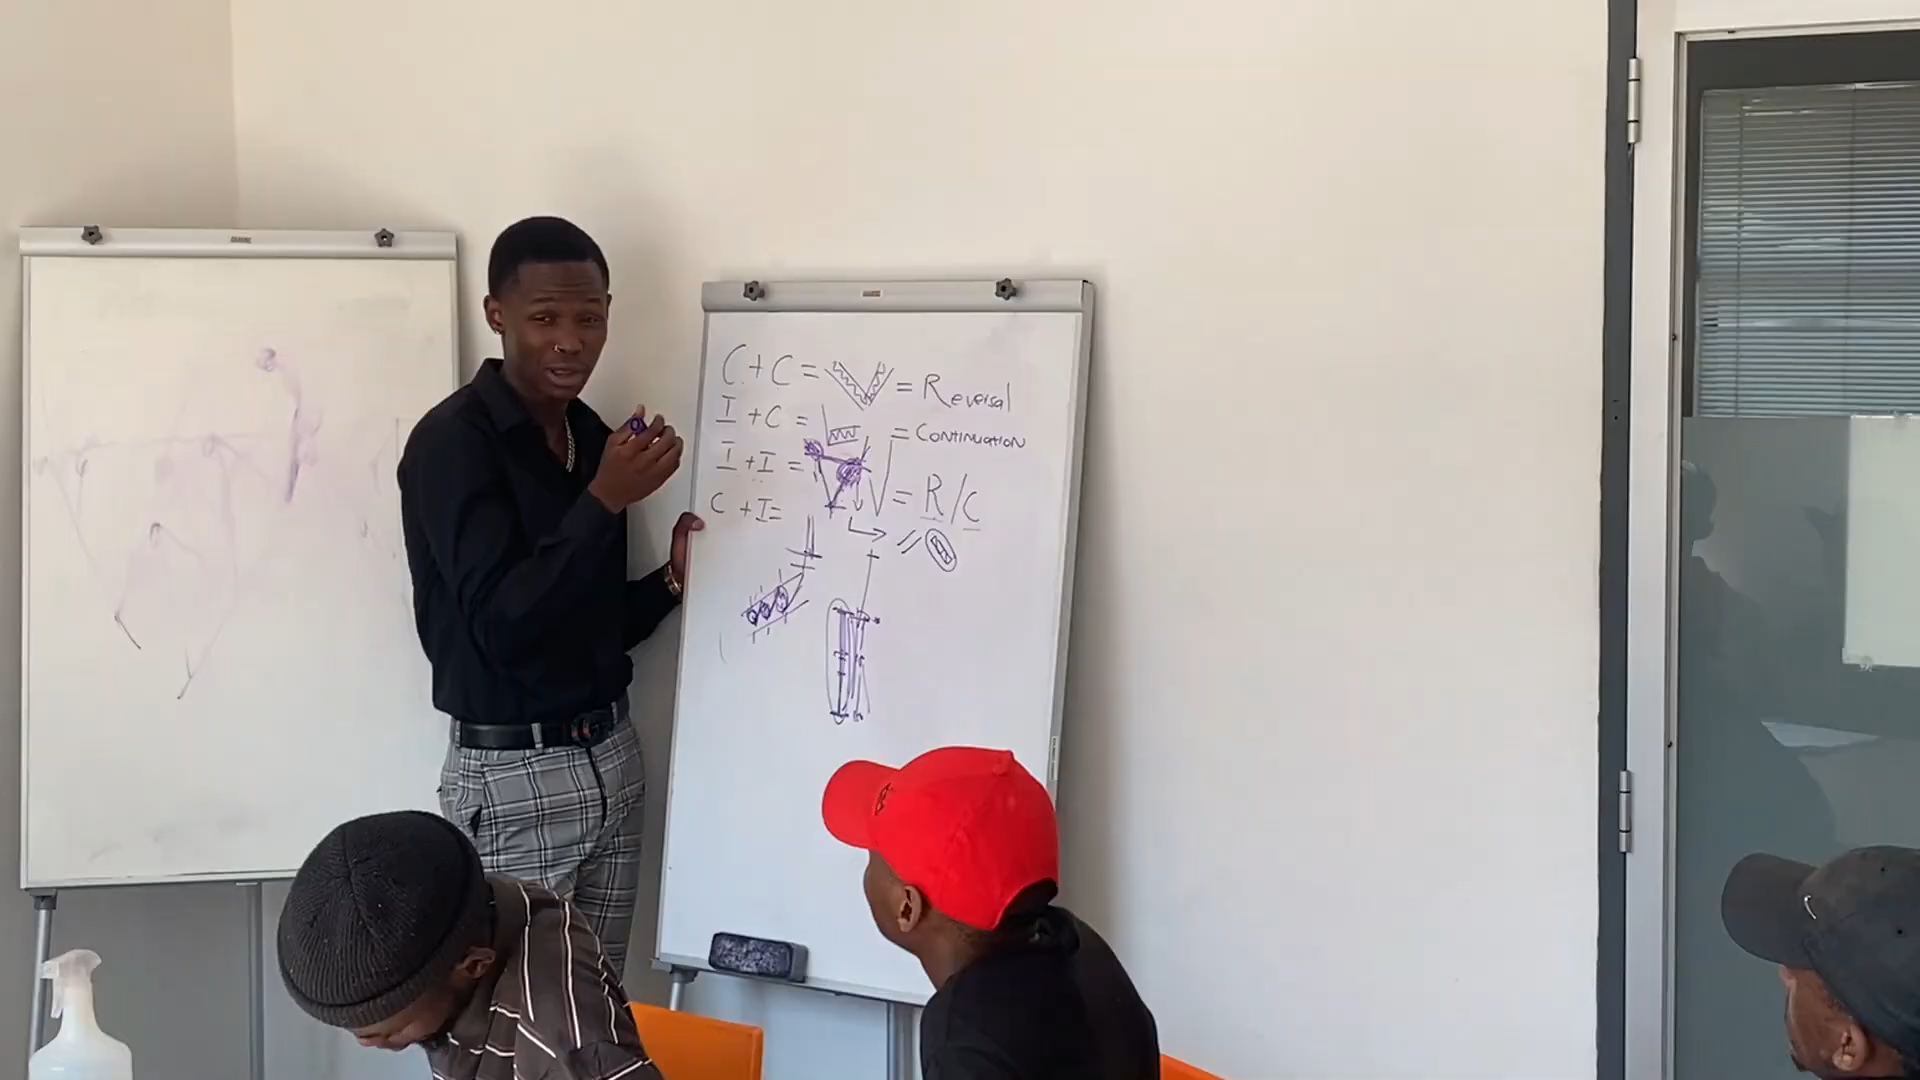 C + C = = Reversal
I + C = = Continuation
I + I = = R/C
C + I =